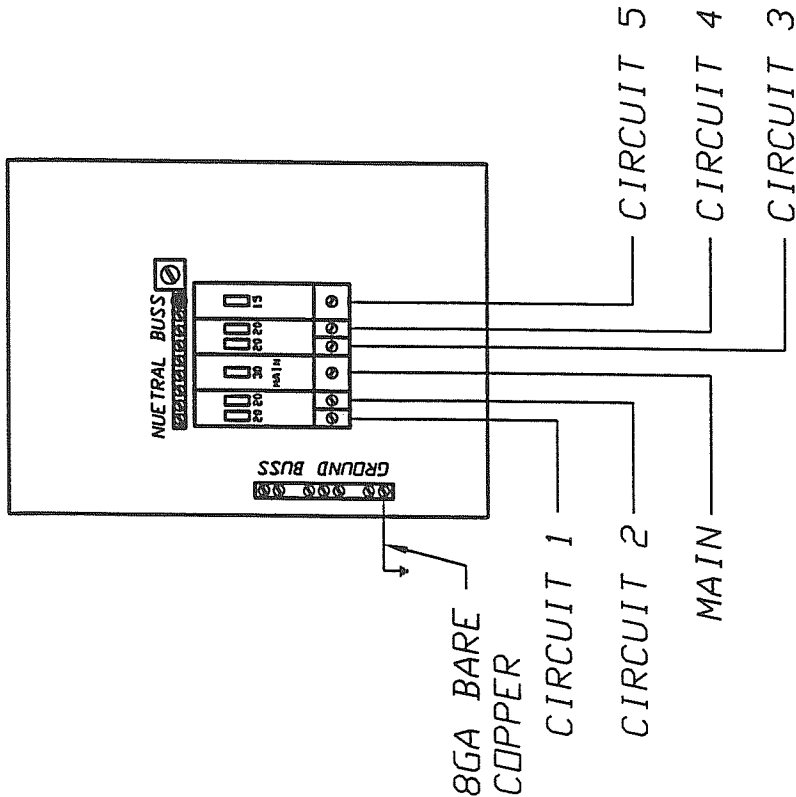 NUETRAL BUSS
15
20
20
30
MAIN
20
20
GROUND BUSS
8GA BARE
COPPER
CIRCUIT 1
CIRCUIT 2
MAIN
CIRCUIT 3
CIRCUIT 4
CIRCUIT 5